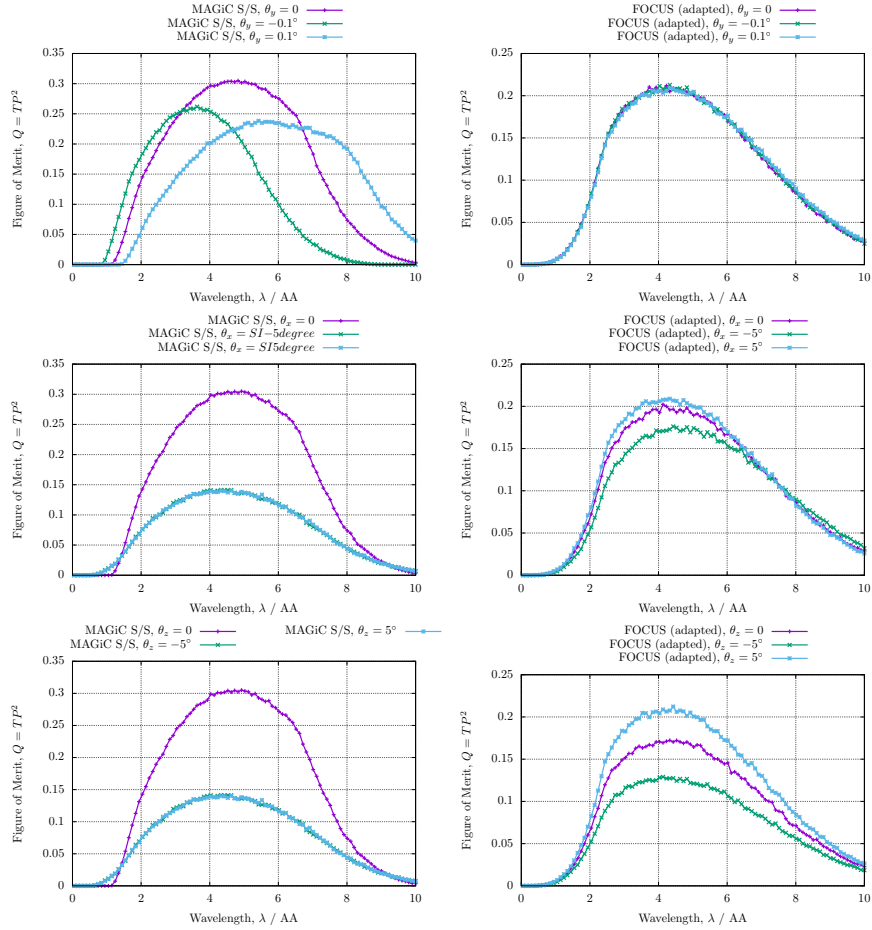 MAGiC S/S, θy = 0
MAGiC S/S, θy = −0.1°
MAGiC S/S, θy = 0.1°
Figure of Merit, Q = TP²
0.35
0.3
0.25
0.2
0.15
0.1
0.05
0
0 2 4 6 8 10
Wavelength, λ / AA
FOCUS (adapted), θy = 0
FOCUS (adapted), θy = −0.1°
FOCUS (adapted), θy = 0.1°
Figure of Merit, Q = TP²
0.25
0.2
0.15
0.1
0.05
0
0 2 4 6 8 10
Wavelength, λ / AA
MAGiC S/S, θx = 0
MAGiC S/S, θx = SI−5degree
MAGiC S/S, θx = SI5degree
Figure of Merit, Q = TP²
0.35
0.3
0.25
0.2
0.15
0.1
0.05
0
0 2 4 6 8 10
Wavelength, λ / AA
FOCUS (adapted), θx = 0
FOCUS (adapted), θx = −5°
FOCUS (adapted), θx = 5°
Figure of Merit, Q = TP²
0.25
0.2
0.15
0.1
0.05
0
0 2 4 6 8 10
Wavelength, λ / AA
MAGiC S/S, θz = 0 MAGiC S/S, θz = 5°
MAGiC S/S, θz = −5°
Figure of Merit, Q = TP²
0.35
0.3
0.25
0.2
0.15
0.1
0.05
0
0 2 4 6 8 10
Wavelength, λ / AA
FOCUS (adapted), θz = 0
FOCUS (adapted), θz = −5°
FOCUS (adapted), θz = 5°
Figure of Merit, Q = TP²
0.25
0.2
0.15
0.1
0.05
0
0 2 4 6 8 10
Wavelength, λ / AA